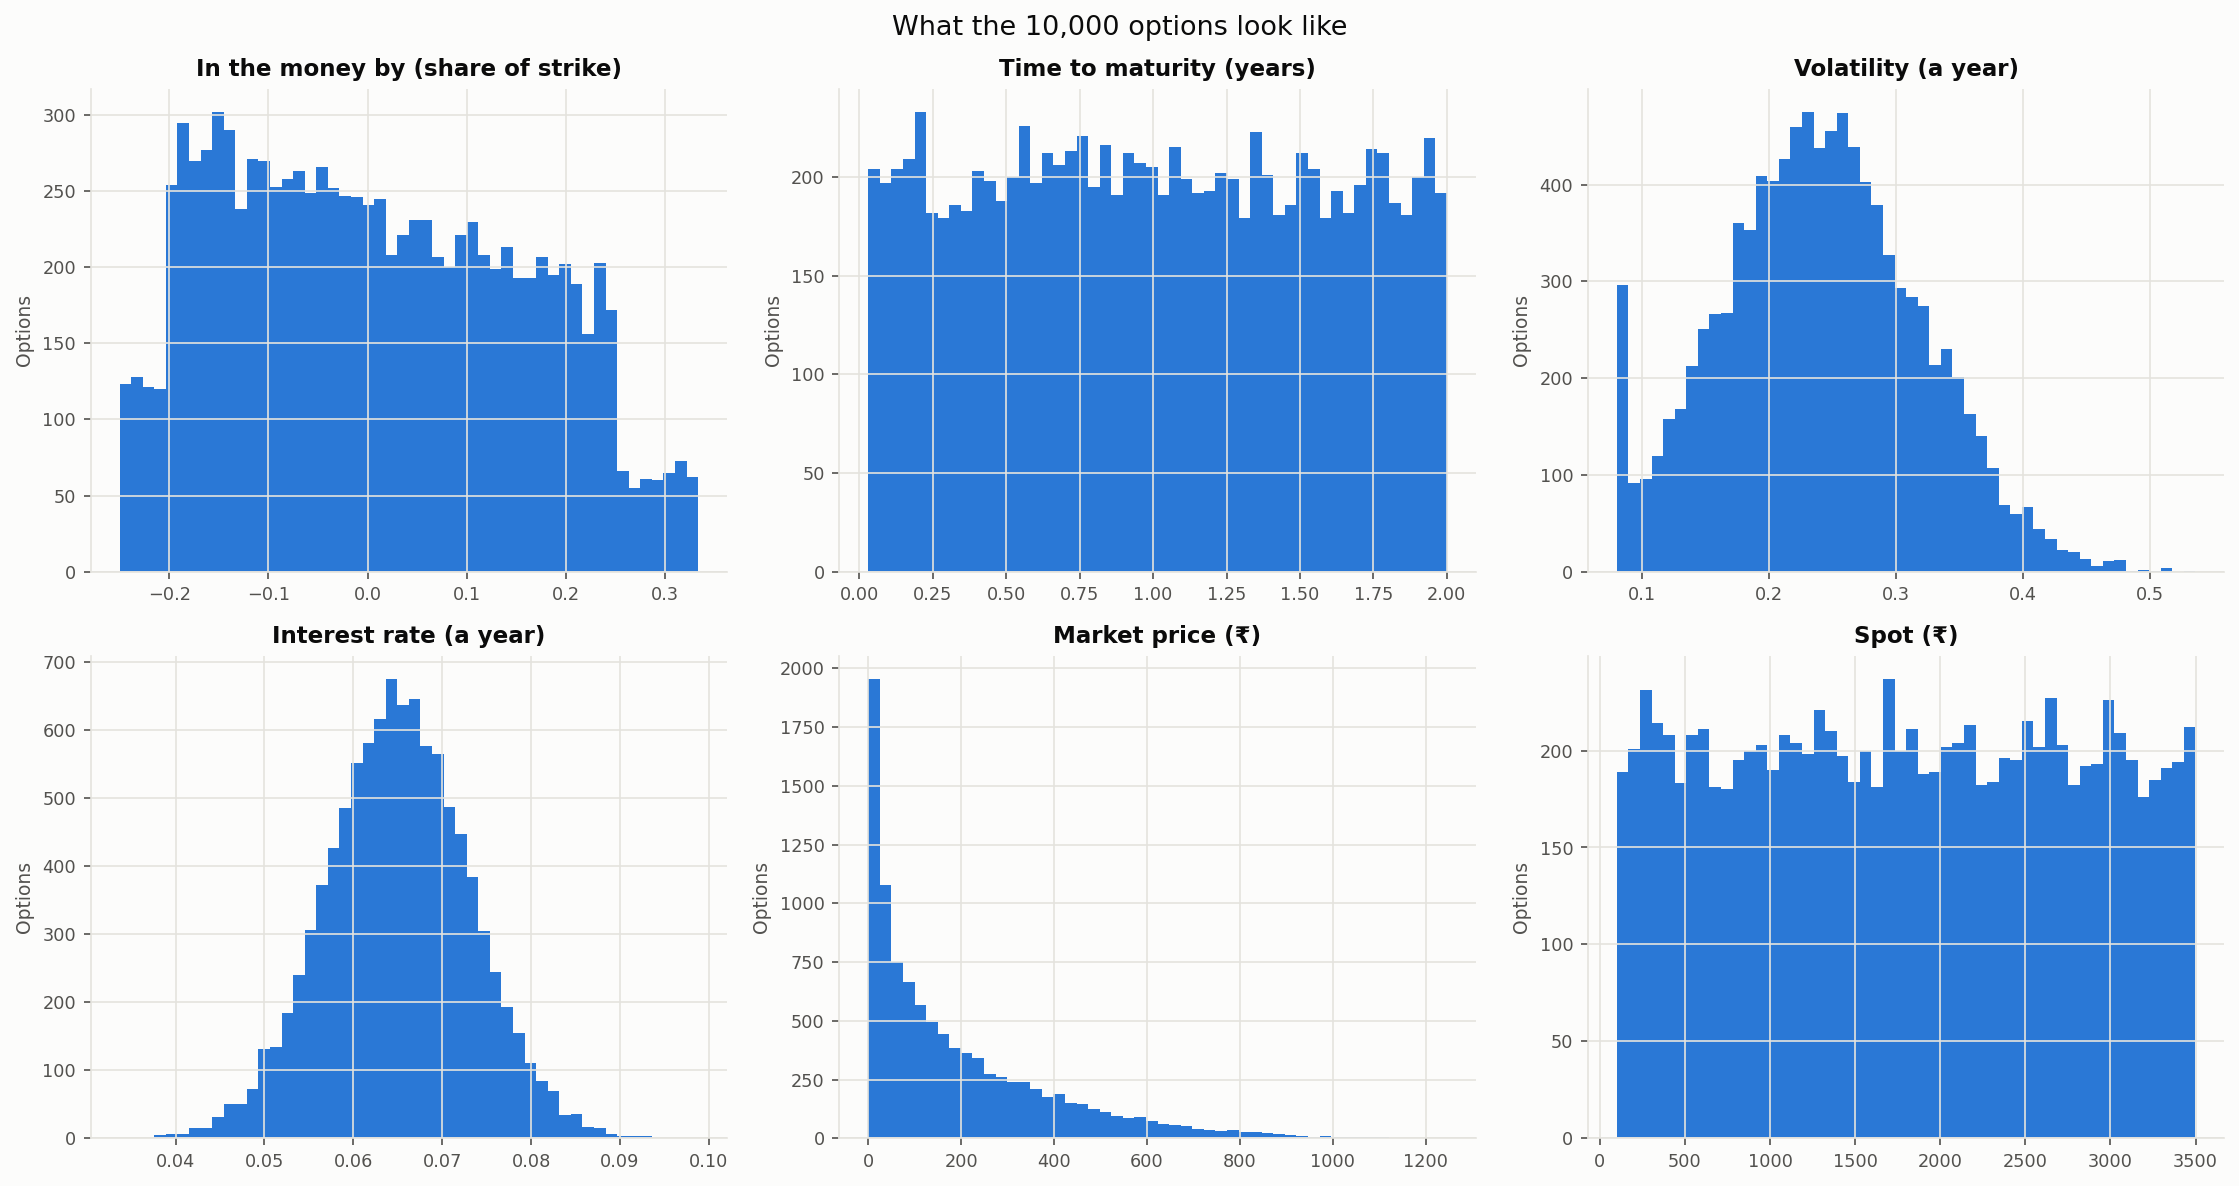 What the 10,000 options look like
In the money by (share of strike)
Options
300
250
200
150
100
50
0
−0.2 −0.1 0.0 0.1 0.2 0.3
Time to maturity (years)
Options
200
150
100
50
0
0.00 0.25 0.50 0.75 1.00 1.25 1.50 1.75 2.00
Volatility (a year)
Options
400
300
200
100
0
0.1 0.2 0.3 0.4 0.5
Interest rate (a year)
Options
700
600
500
400
300
200
100
0
0.04 0.05 0.06 0.07 0.08 0.09 0.10
Market price (₹)
Options
2000
1750
1500
1250
1000
750
500
250
0
0 200 400 600 800 1000 1200
Spot (₹)
Options
200
150
100
50
0
0 500 1000 1500 2000 2500 3000 3500